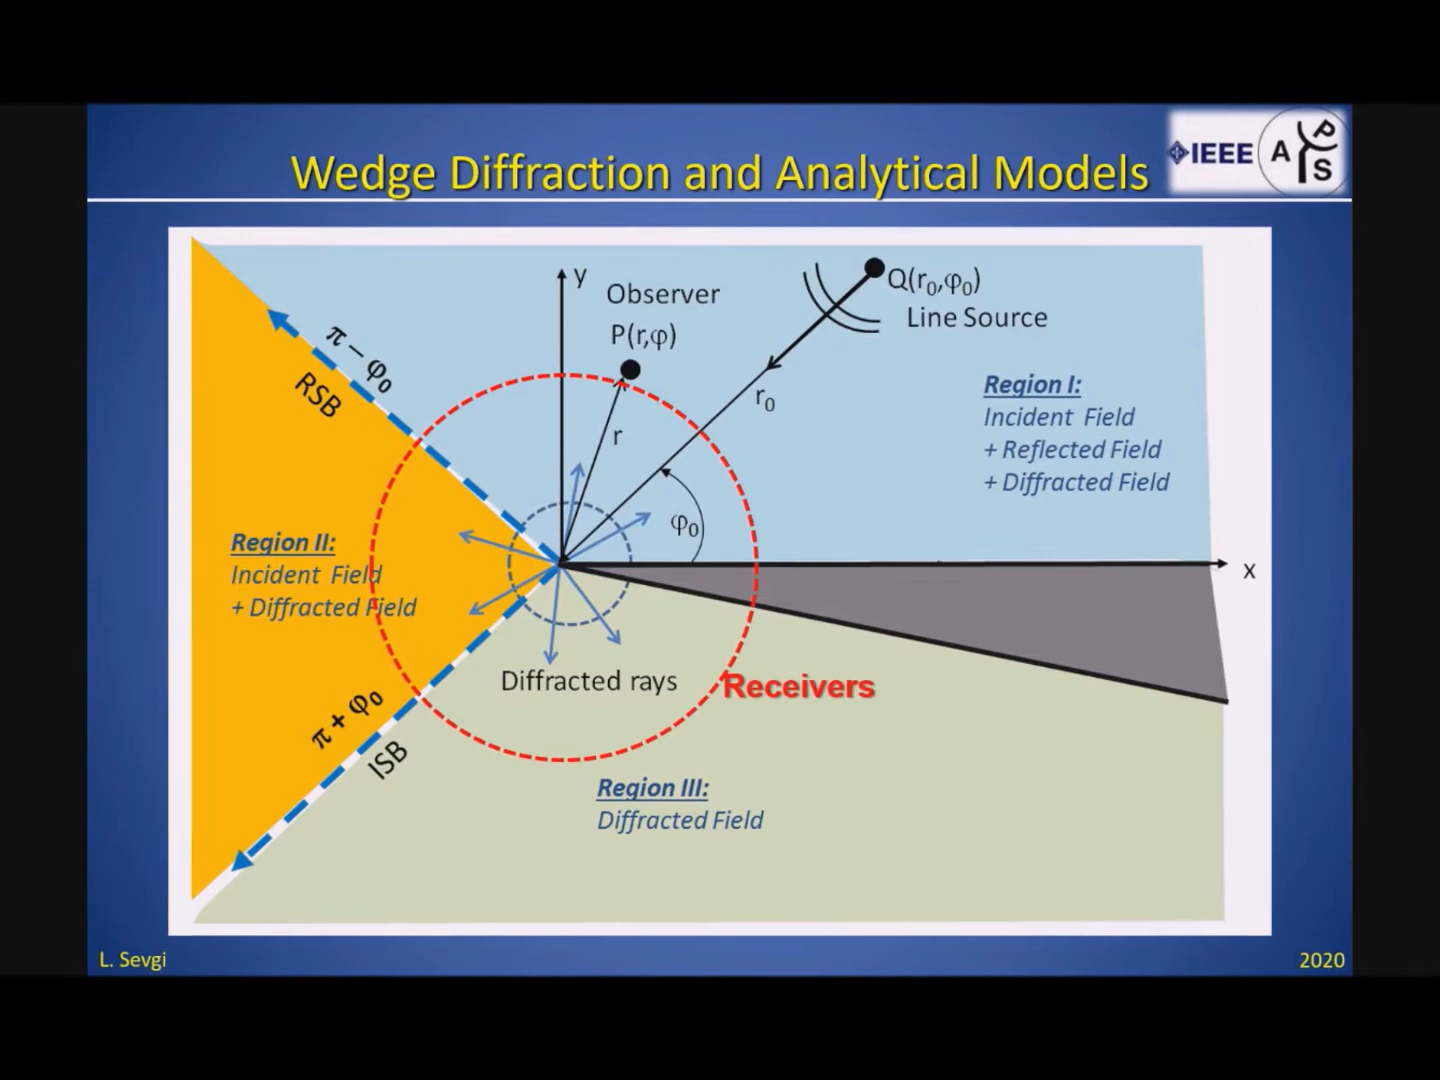 Wedge Diffraction and Analytical Models
IEEE
A P S
y
Observer
P(r,φ)
Q(r₀,φ₀)
Line Source
π – φ₀
RSB
r₀
r
φ₀
Region I:
Incident Field
+ Reflected Field
+ Diffracted Field
Region II:
Incident Field
+ Diffracted Field
x
Diffracted rays
Receivers
π + φ₀
ISB
Region III:
Diffracted Field
L. Sevgi
2020